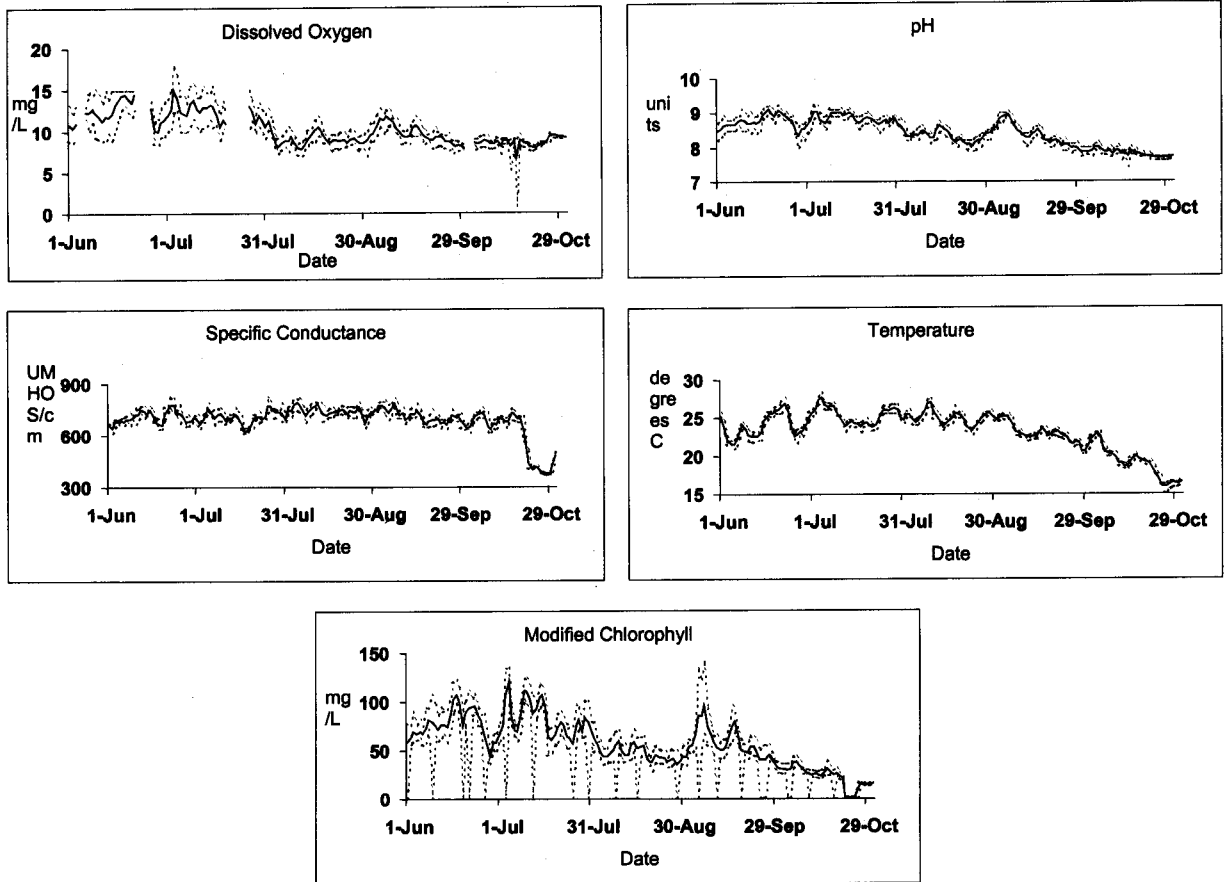 Dissolved Oxygen
20
15
10
5
0
mg
/L
1-Jun 1-Jul 31-Jul 30-Aug 29-Sep 29-Oct
Date
pH
10
9
8
7
uni
ts
1-Jun 1-Jul 31-Jul 30-Aug 29-Sep 29-Oct
Date
Specific Conductance
UM
HO
S/c
m
900
600
300
1-Jun 1-Jul 31-Jul 30-Aug 29-Sep 29-Oct
Date
Temperature
de
gre
es
C
30
25
20
15
1-Jun 1-Jul 31-Jul 30-Aug 29-Sep 29-Oct
Date
Modified Chlorophyll
150
100
50
0
mg
/L
1-Jun 1-Jul 31-Jul 30-Aug 29-Sep 29-Oct
Date